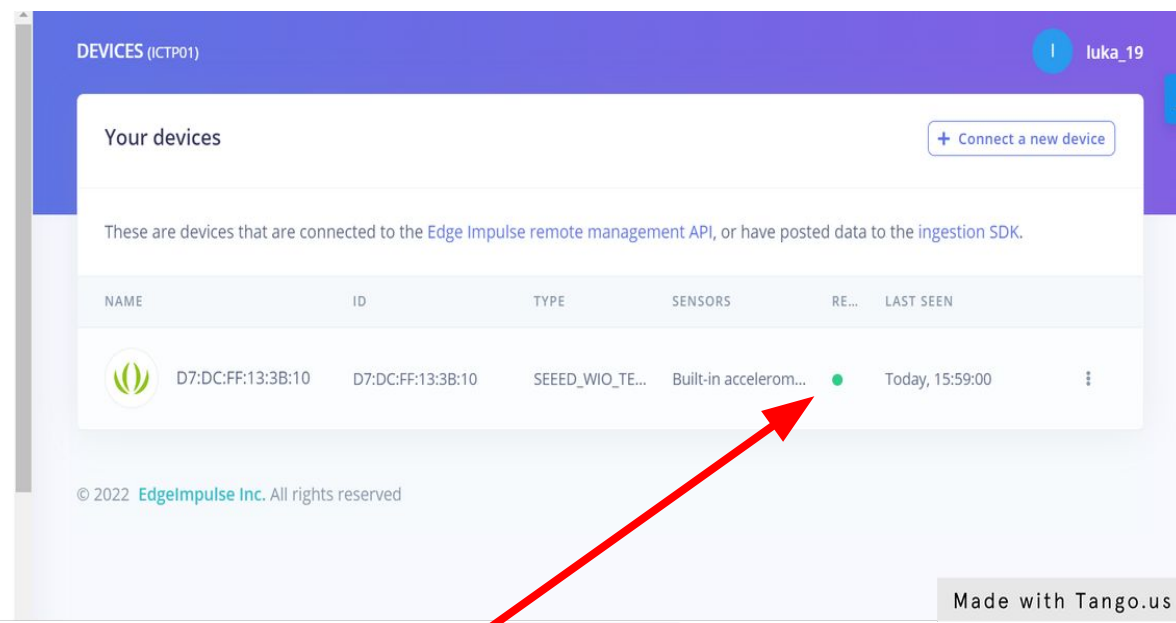 DEVICES (ICTP01)
l luka_19
Your devices
+ Connect a new device
These are devices that are connected to the Edge Impulse remote management API, or have posted data to the ingestion SDK.
NAME ID TYPE SENSORS RE... LAST SEEN
D7:DC:FF:13:3B:10 D7:DC:FF:13:3B:10 SEEED_WIO_TE... Built-in accelerom... Today, 15:59:00
© 2022 EdgeImpulse Inc. All rights reserved
Made with Tango.us